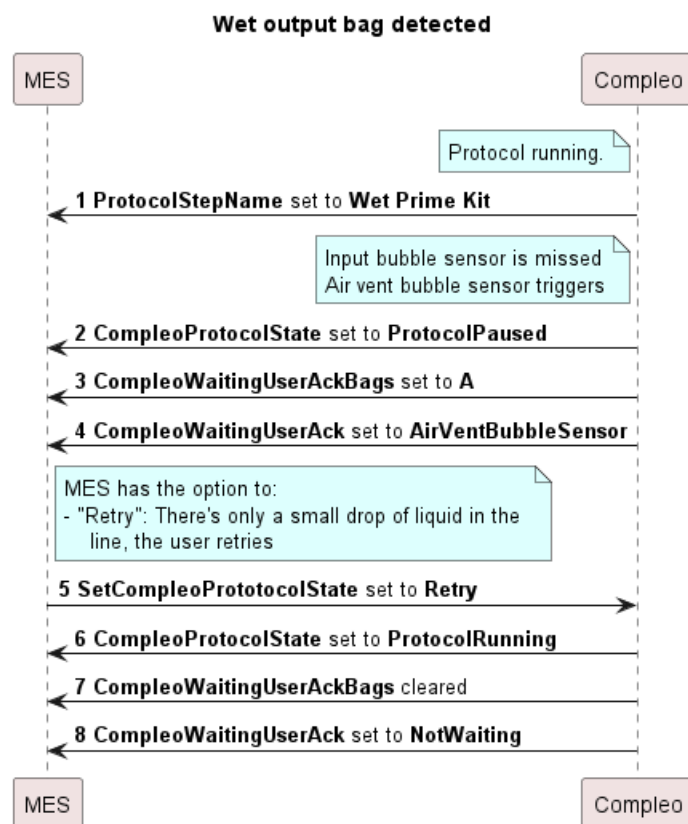 Wet output bag detected
MES Compleo
Protocol running.
1 ProtocolStepName set to Wet Prime Kit
Input bubble sensor is missed
Air vent bubble sensor triggers
2 CompleoProtocolState set to ProtocolPaused
3 CompleoWaitingUserAckBags set to A
4 CompleoWaitingUserAck set to AirVentBubbleSensor
MES has the option to:
- "Retry": There's only a small drop of liquid in the
line, the user retries
5 SetCompleoPrototocolState set to Retry
6 CompleoProtocolState set to ProtocolRunning
7 CompleoWaitingUserAckBags cleared
8 CompleoWaitingUserAck set to NotWaiting
MES Compleo